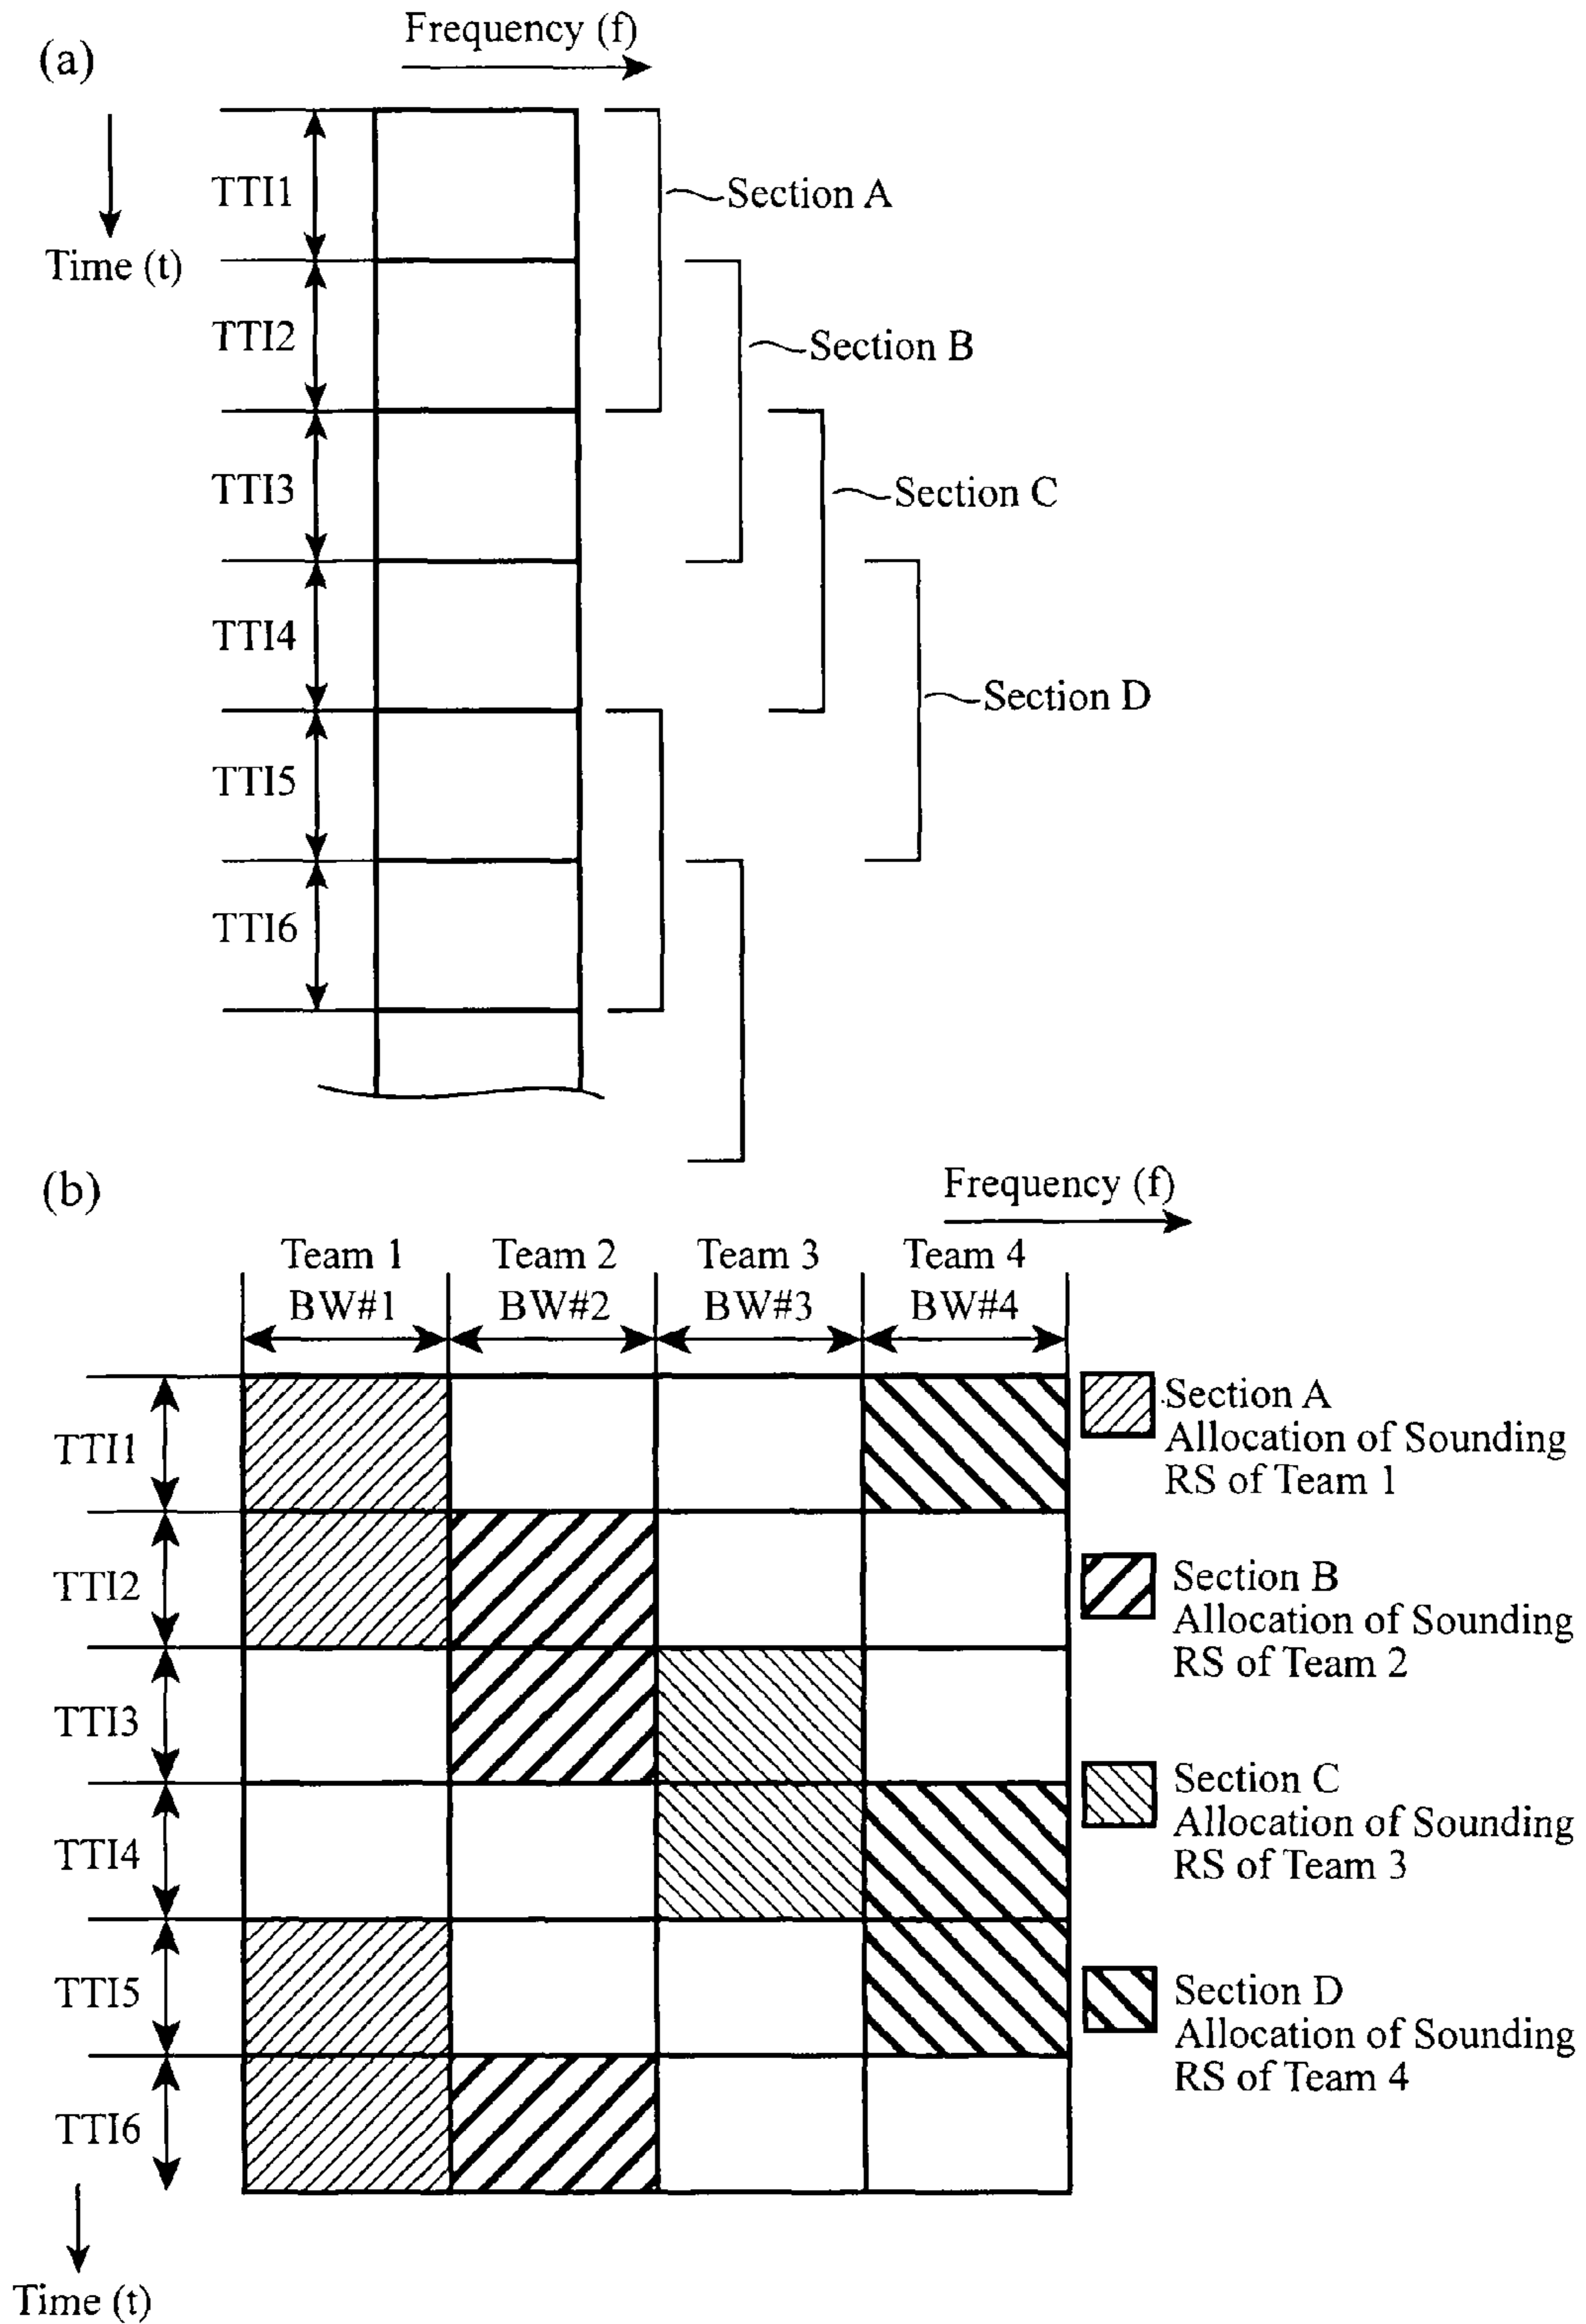 (a)
Frequency (f)
Time (t)
TTI1
TTI2
TTI3
TTI4
TTI5
TTI6
Section A
Section B
Section C
Section D
(b)
Frequency (f)
Team 1
BW#1
Team 2
BW#2
Team 3
BW#3
Team 4
BW#4
TTI1
TTI2
TTI3
TTI4
TTI5
TTI6
Time (t)
Section A
Allocation of Sounding
RS of Team 1
Section B
Allocation of Sounding
RS of Team 2
Section C
Allocation of Sounding
RS of Team 3
Section D
Allocation of Sounding
RS of Team 4